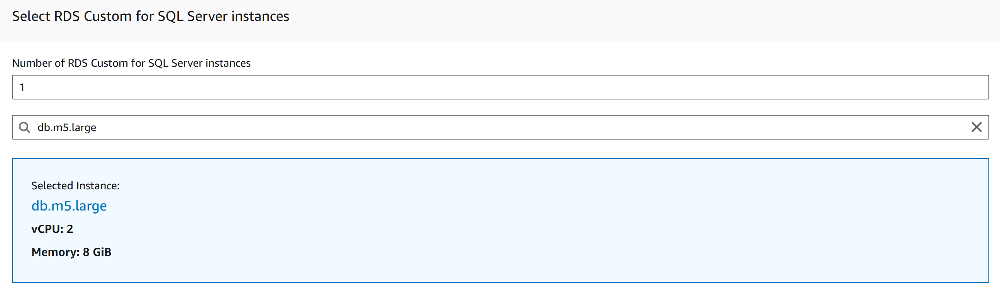 Select RDS Custom for SQL Server instances
Number of RDS Custom for SQL Server instances
1
db.m5.large
Selected Instance:
db.m5.large
vCPU: 2
Memory: 8 GiB